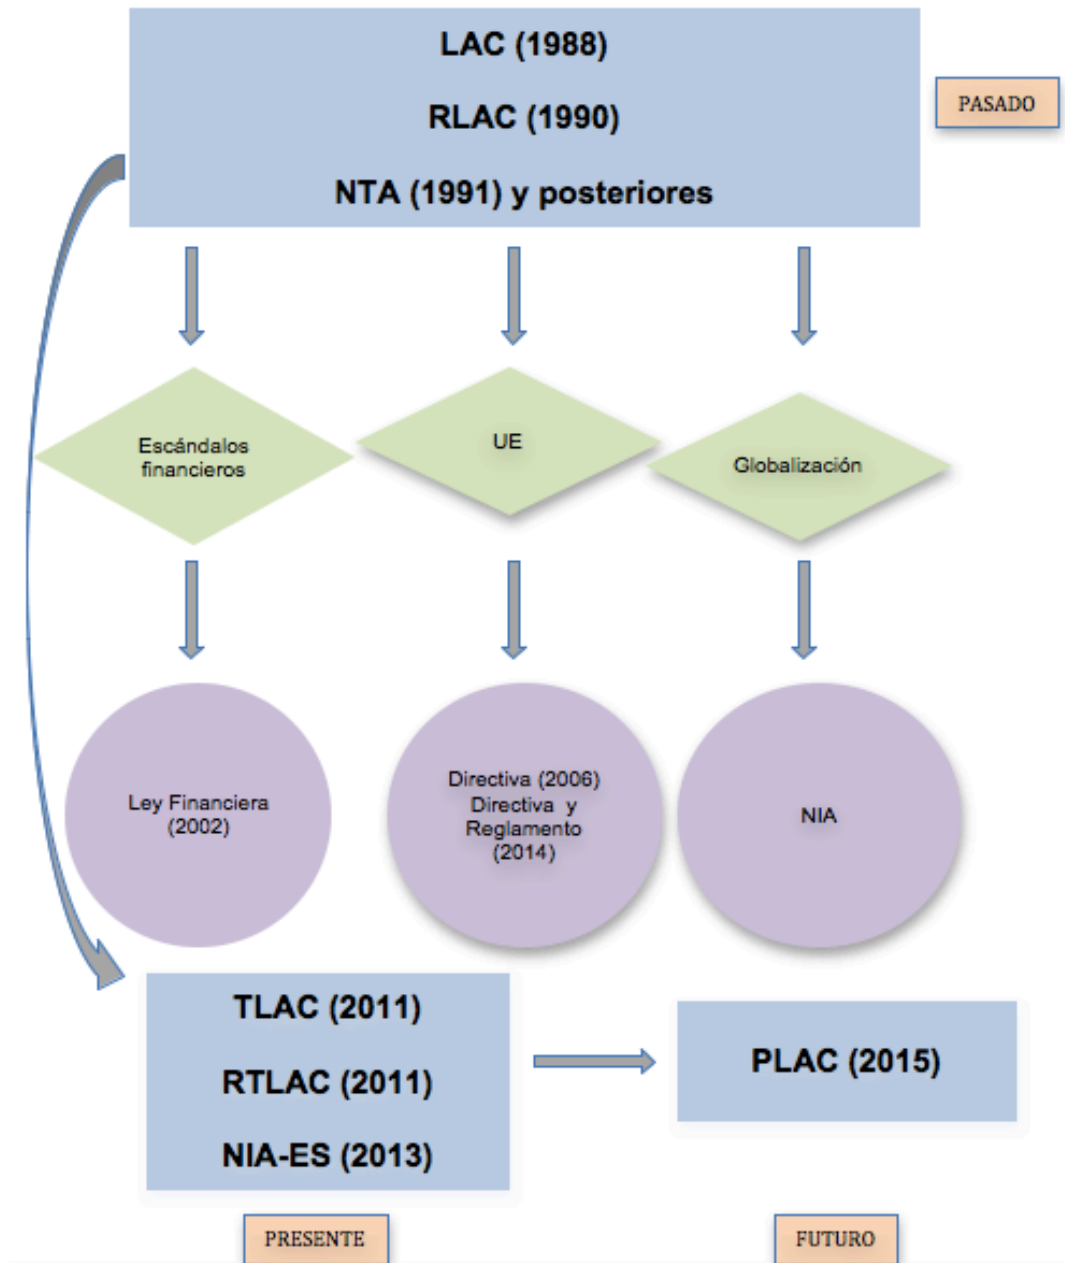 LAC (1988)
RLAC (1990)
NTA (1991) y posteriores
PASADO
Escándalos
financieros
UE
Globalización
Ley Financiera
(2002)
Directiva (2006)
Directiva y
Reglamento
(2014)
NIA
TLAC (2011)
RTLAC (2011)
NIA-ES (2013)
PLAC (2015)
PRESENTE
FUTURO